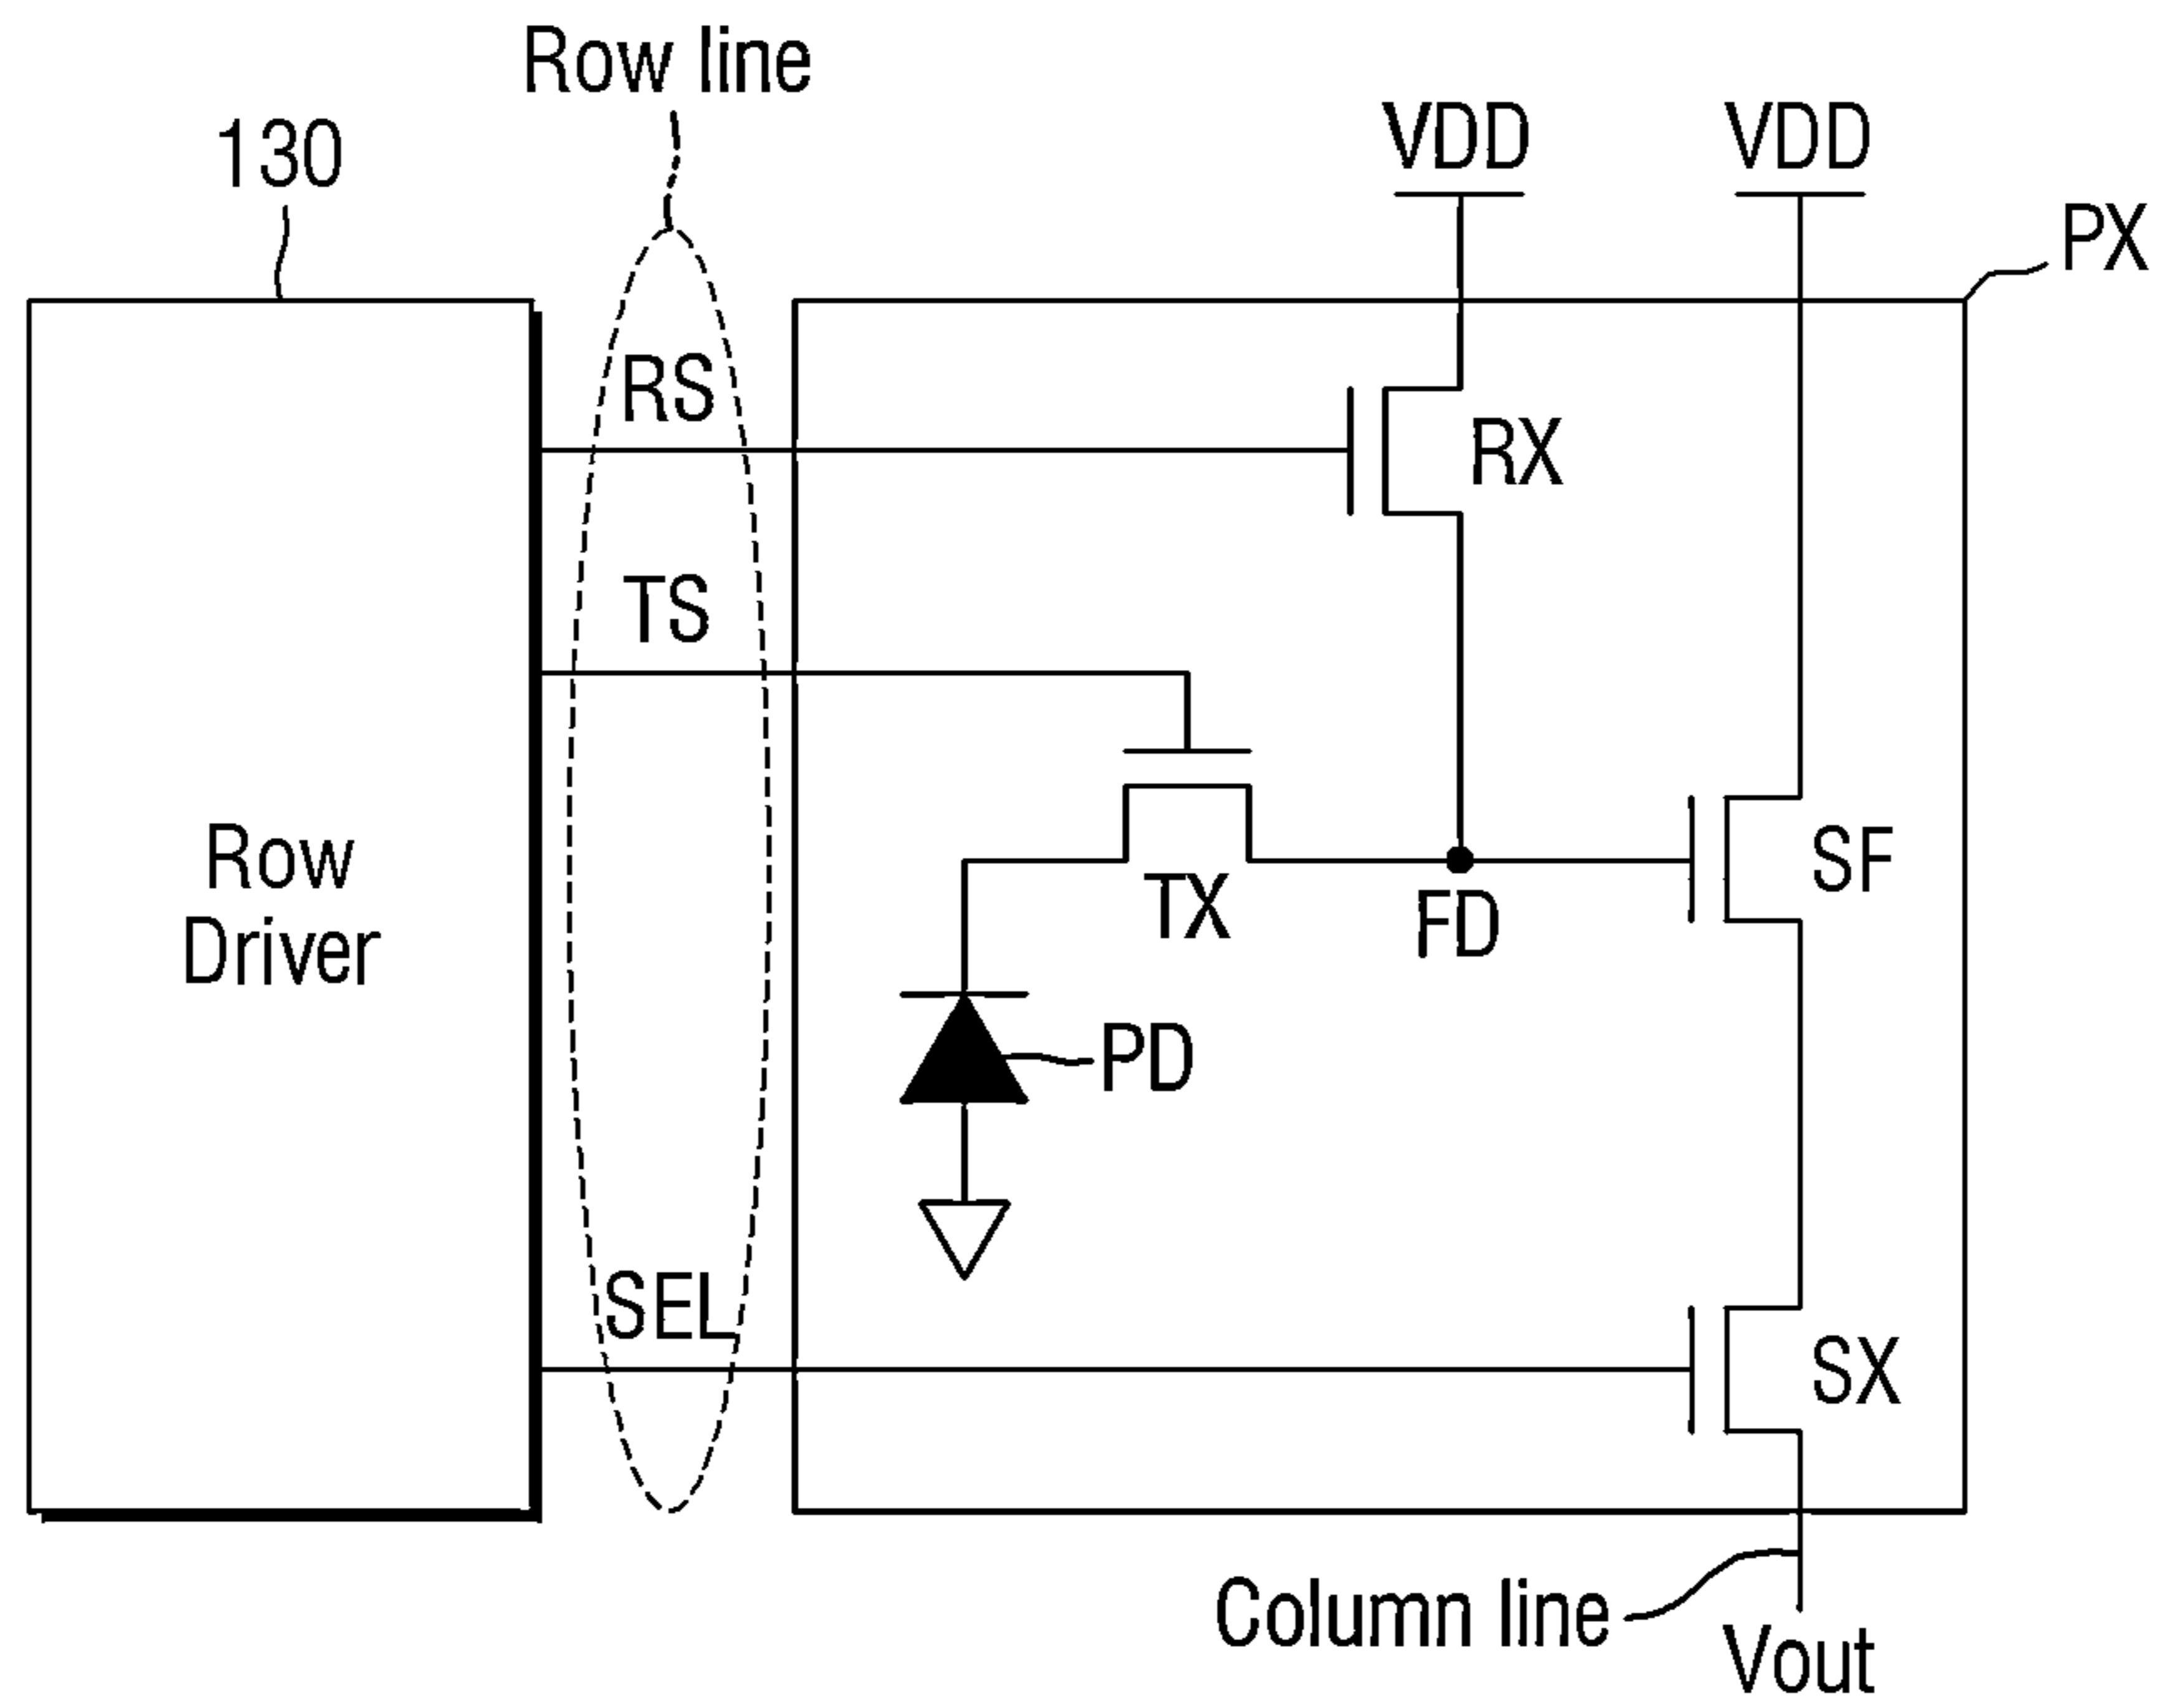 Row line
130
VDD
VDD
PX
RS
RX
TS
Row
Driver
SF
TX
FD
PD
SEL
SX
Column line
Vout